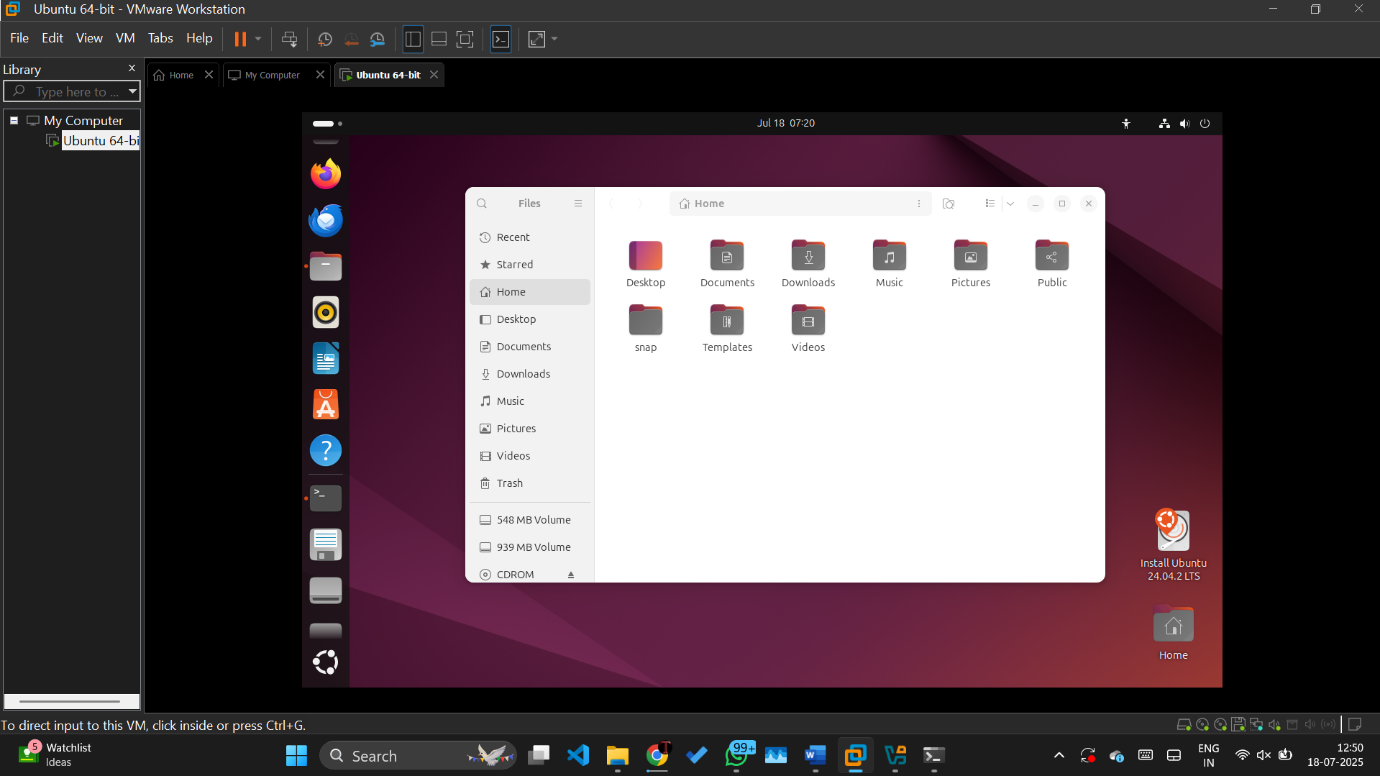 Ubuntu 64-bit - VMware Workstation
File Edit View VM Tabs Help
Library
Home
My Computer
Ubuntu 64-bit
Type here to ...
My Computer
Ubuntu 64-bi
Jul 18 07:20
Files
Home
Recent
Starred
Home
Desktop
Documents
Downloads
Music
Pictures
Videos
Trash
548 MB Volume
939 MB Volume
CDROM
Desktop Documents Downloads Music Pictures Public
snap Templates Videos
Install Ubuntu
24.04.2 LTS
Home
To direct input to this VM, click inside or press Ctrl+G.
5
Watchlist
Ideas
Search
99+
ENG
IN
12:50
18-07-2025